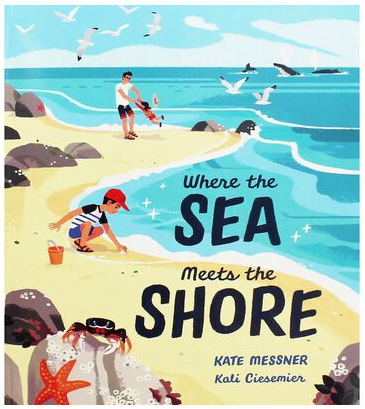 Where the
SEA
Meets the
SHORE
KATE MESSNER
Kali Ciesemier